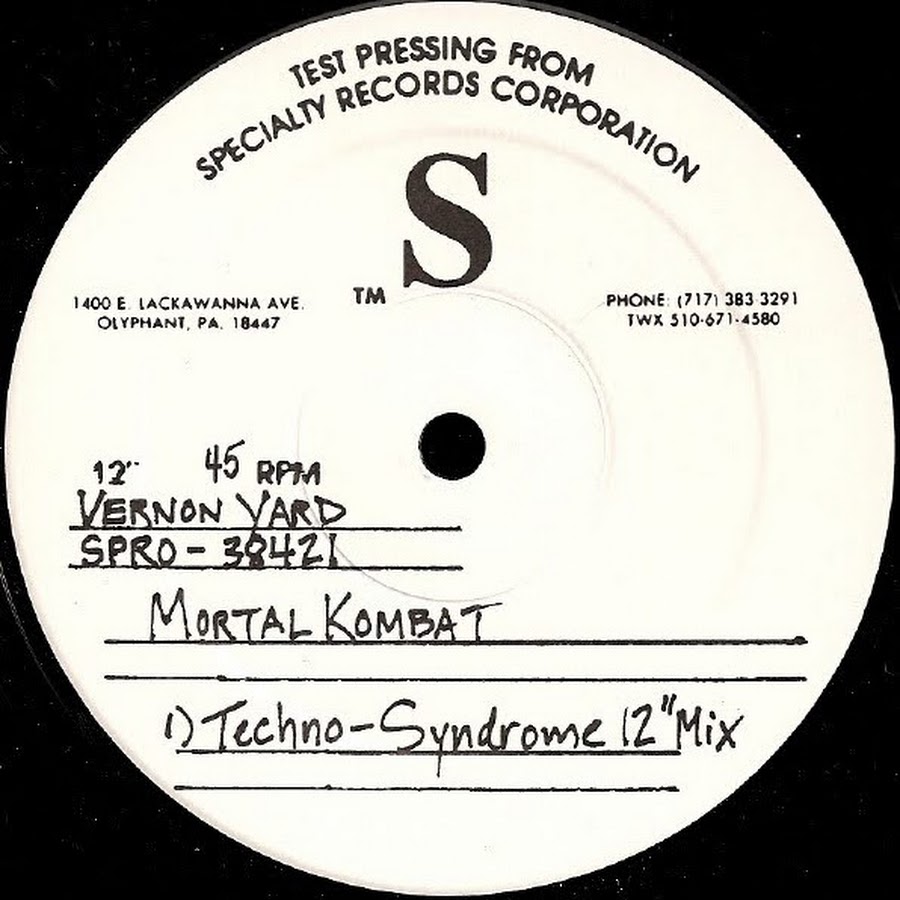 TEST PRESSING FROM
SPECIALTY RECORDS CORPORATION
S
TM
1400 E. LACKAWANNA AVE.
OLYPHANT, PA. 18447
PHONE: (717) 383-3291
TWX 510-671-4580
12" 45 RPM
VERNON YARD
SPRO - 38421
MORTAL KOMBAT
1) Techno-Syndrome 12" Mix